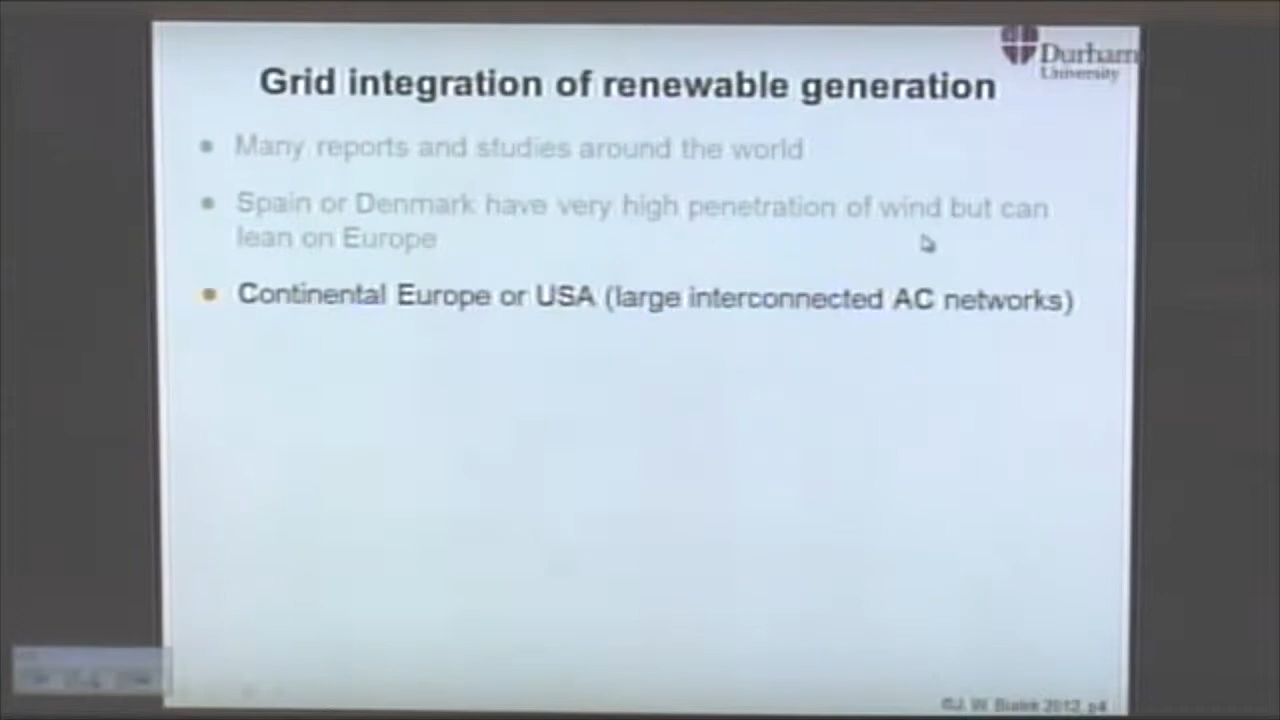 Durham
University
Grid integration of renewable generation
• Many reports and studies around the world
• Spain or Denmark have very high penetration of wind but can
lean on Europe
• Continental Europe or USA (large interconnected AC networks)
©J. W. Bialek 2012, p4